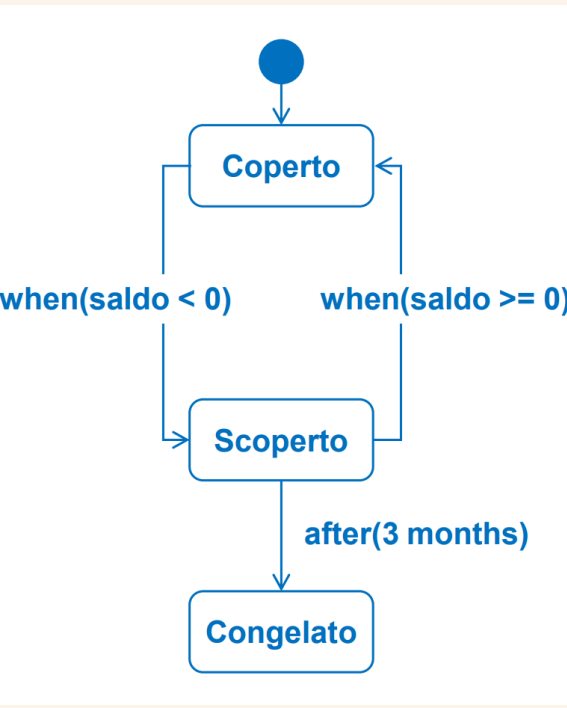 Coperto
when(saldo < 0)
when(saldo >= 0)
Scoperto
after(3 months)
Congelato